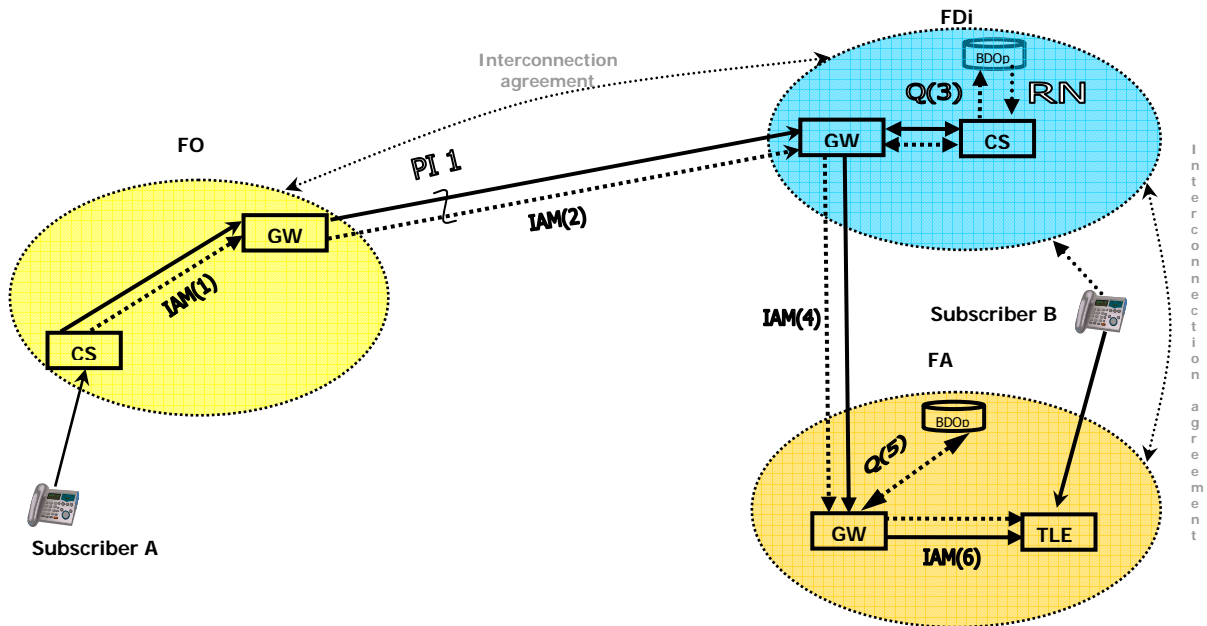 FDi
BDOp
Interconnection
agreement
Q(3)
RN
GW
CS
FO
PI 1
GW
IAM(2)
IAM(1)
CS
IAM(4)
Subscriber B
FA
BDOp
Q(5)
GW
TLE
IAM(6)
Subscriber A
Interconnection agreement